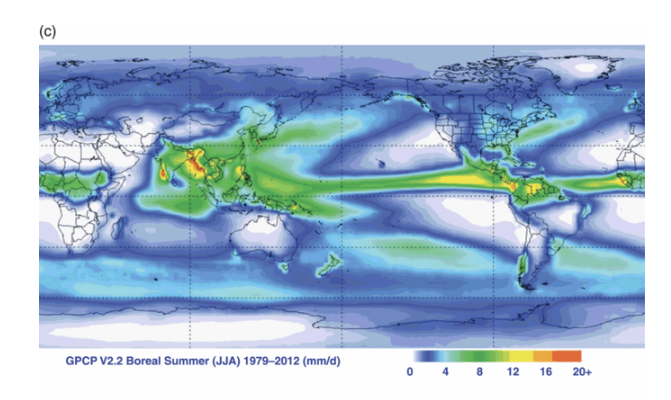 (c)
GPCP V2.2 Boreal Summer (JJA) 1979–2012 (mm/d)
0 4 8 12 16 20+